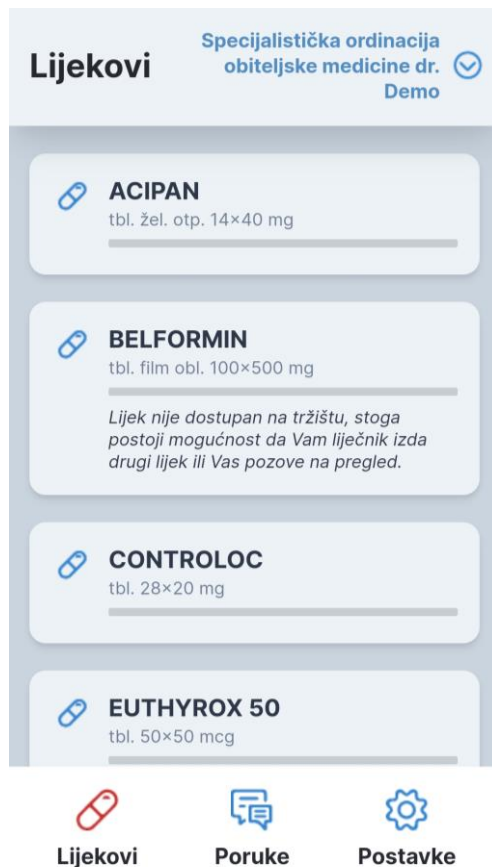 Lijekovi
Specijalistička ordinacija
obiteljske medicine dr.
Demo
ACIPAN
tbl. žel. otp. 14×40 mg
BELFORMIN
tbl. film obl. 100×500 mg
Lijek nije dostupan na tržištu, stoga
postoji mogućnost da Vam liječnik izda
drugi lijek ili Vas pozove na pregled.
CONTROLOC
tbl. 28×20 mg
EUTHYROX 50
tbl. 50×50 mcg
Lijekovi
Poruke
Postavke